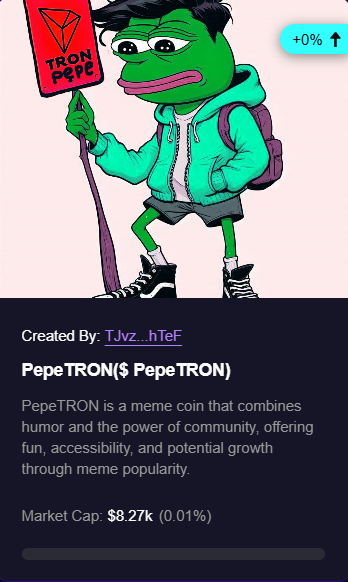 TRON
pepe
+0%
Created By: TJvz...hTeF
PepeTRON($ PepeTRON)
PepeTRON is a meme coin that combines
humor and the power of community, offering
fun, accessibility, and potential growth
through meme popularity.
Market Cap: $8.27k (0.01%)